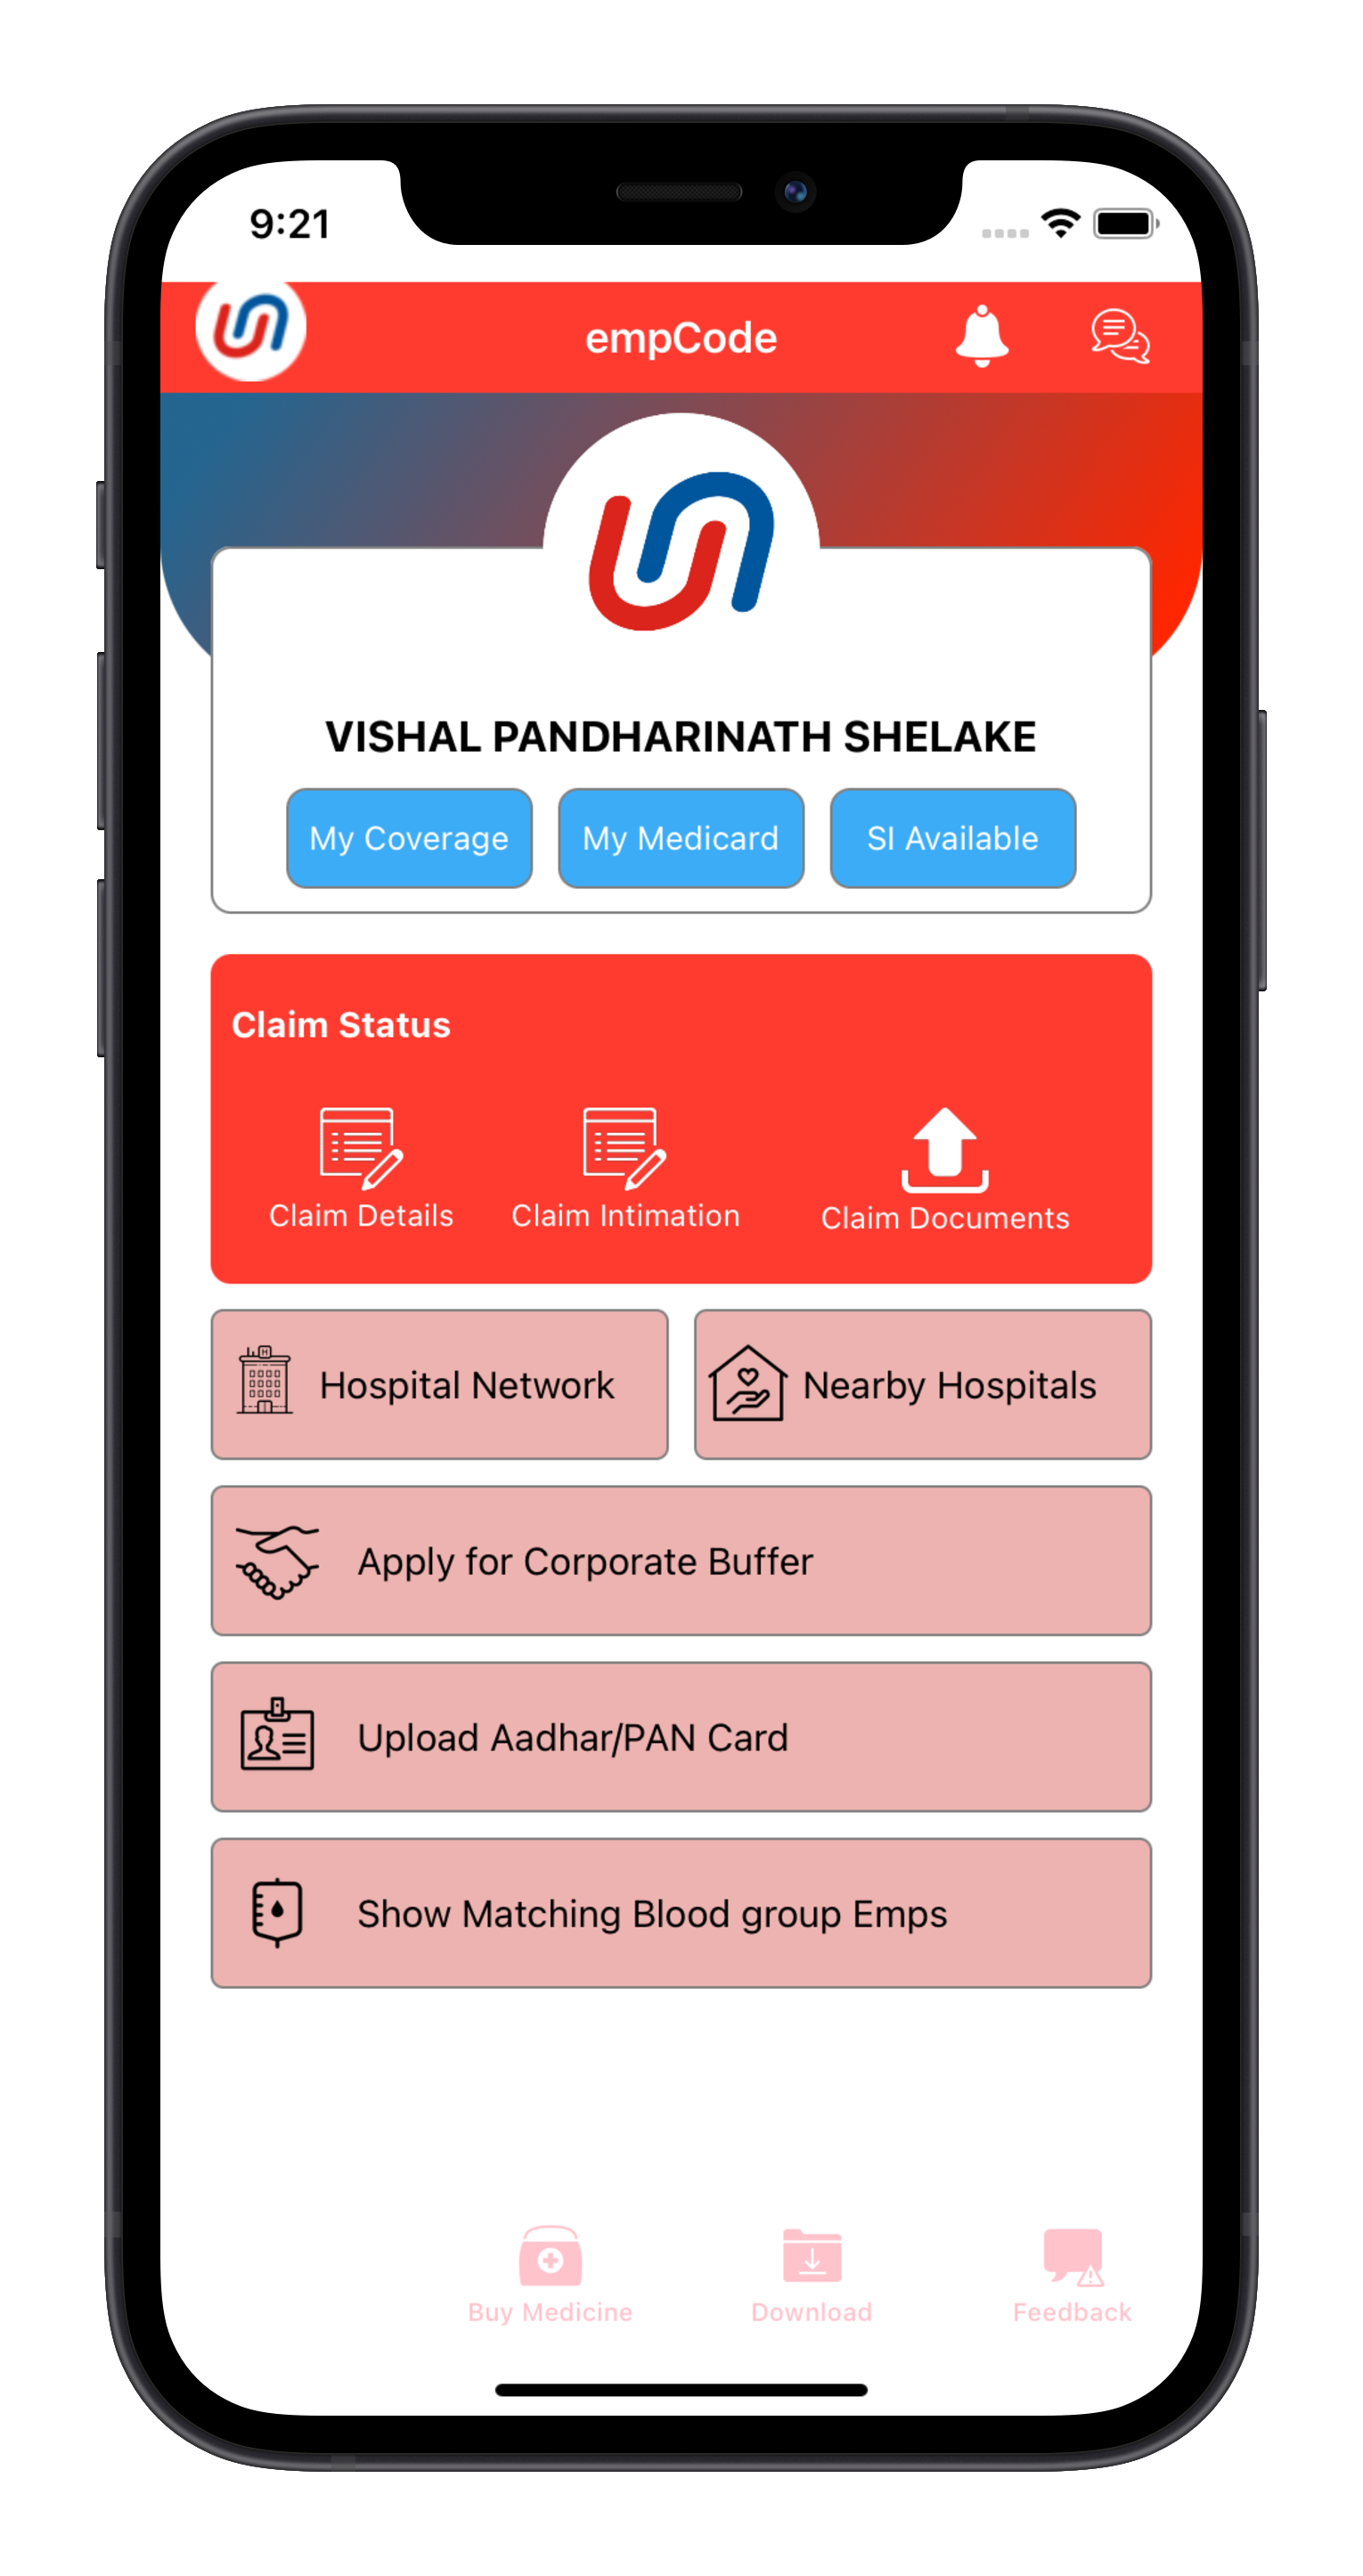 9:21
empCode
VISHAL PANDHARINATH SHELAKE
My Coverage My Medicard SI Available
Claim Status
Claim Details Claim Intimation Claim Documents
Hospital Network Nearby Hospitals
Apply for Corporate Buffer
Upload Aadhar/PAN Card
Show Matching Blood group Emps
Buy Medicine Download Feedback